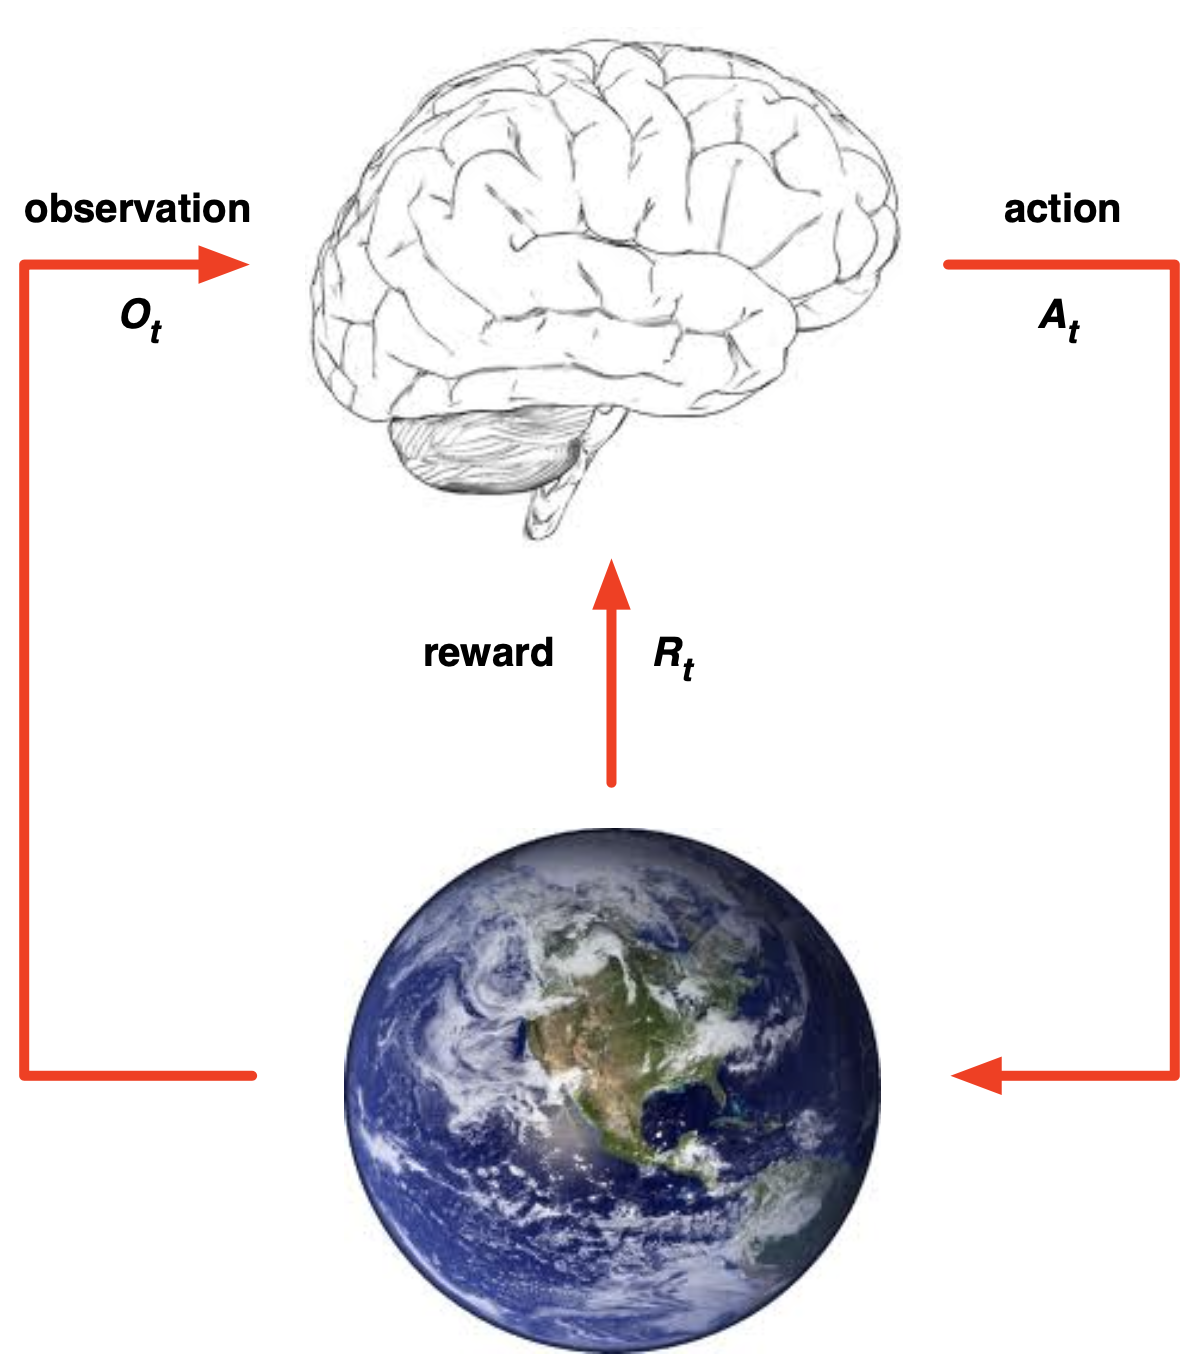 observation
O_t
action
A_t
reward
R_t